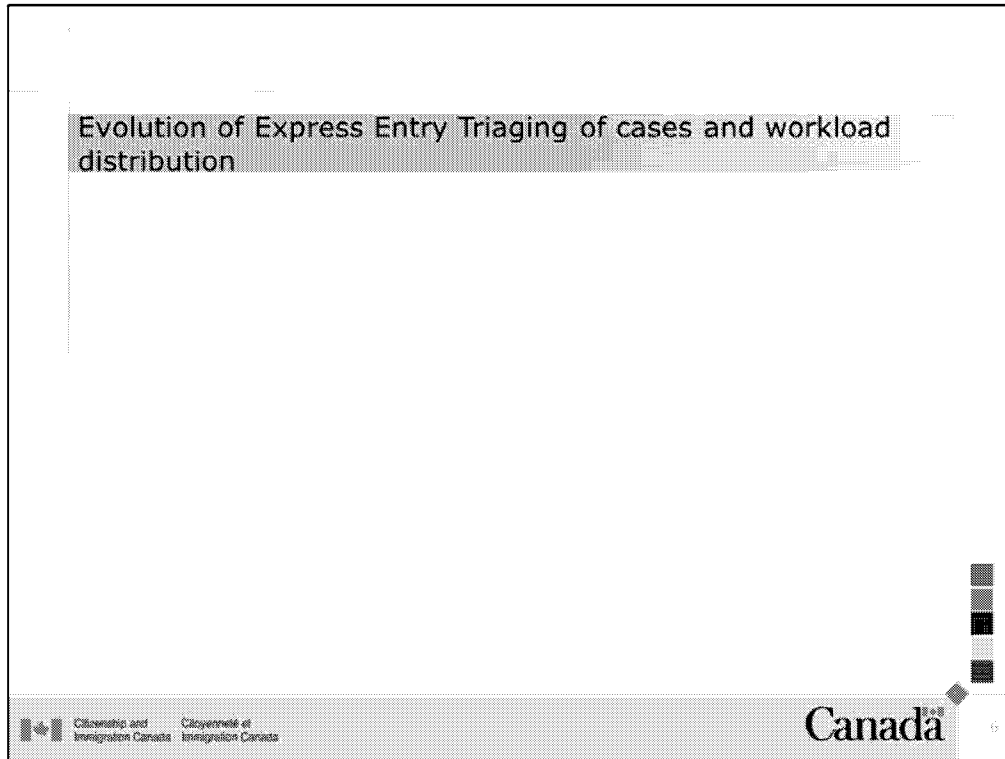 Evolution of Express Entry Triaging of cases and workload
distribution
Citizenship and
Immigration Canada
Citoyenneté et
Immigration Canada
Canada
6